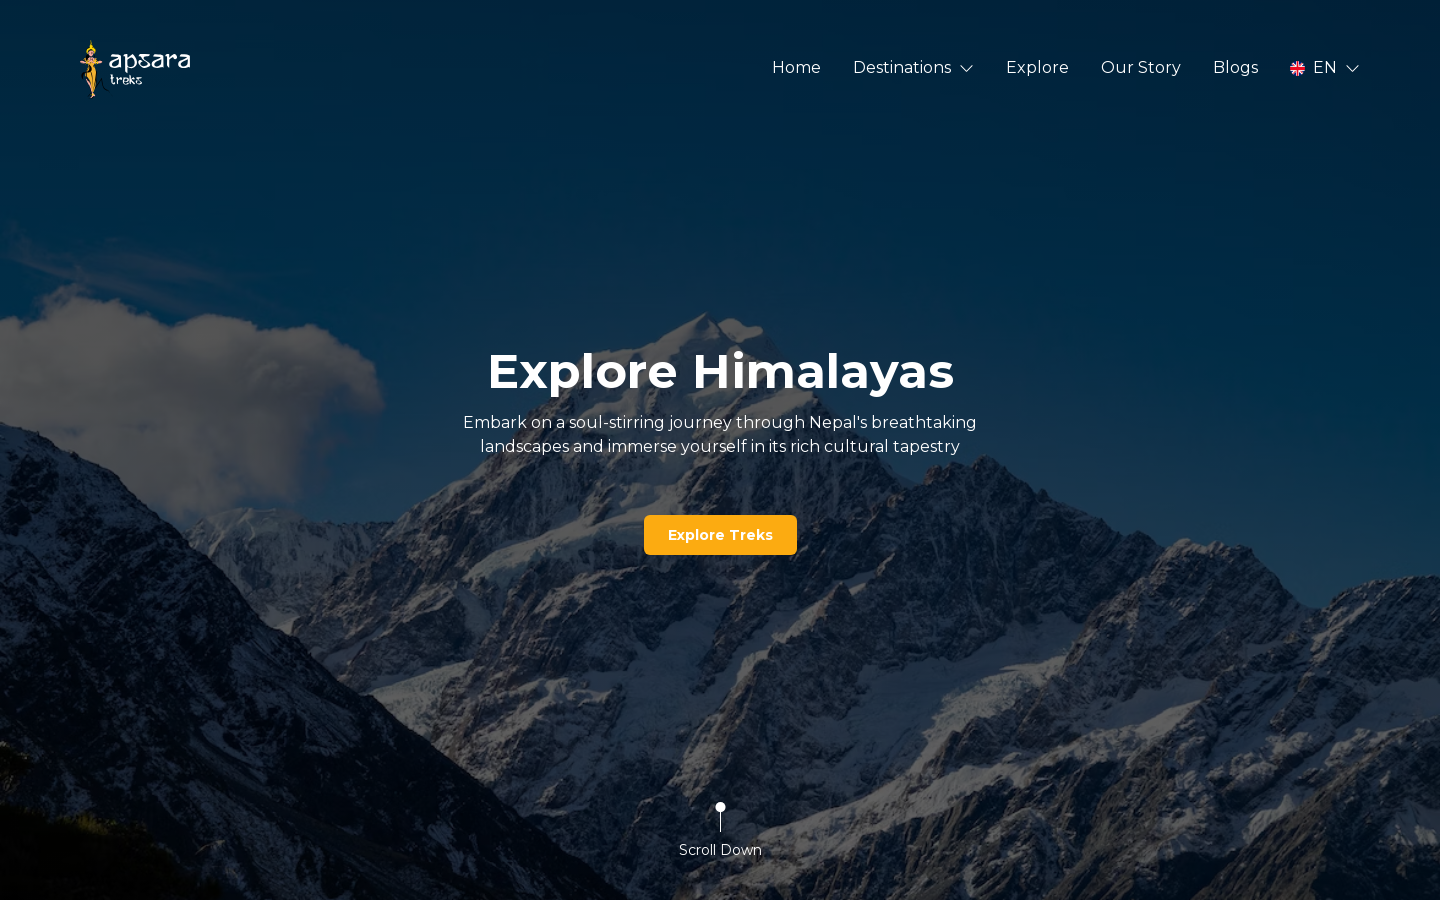 apsara
treks
Home
Destinations
Explore
Our Story
Blogs
EN
Explore Himalayas
Embark on a soul-stirring journey through Nepal's breathtaking
landscapes and immerse yourself in its rich cultural tapestry
Explore Treks
Scroll Down